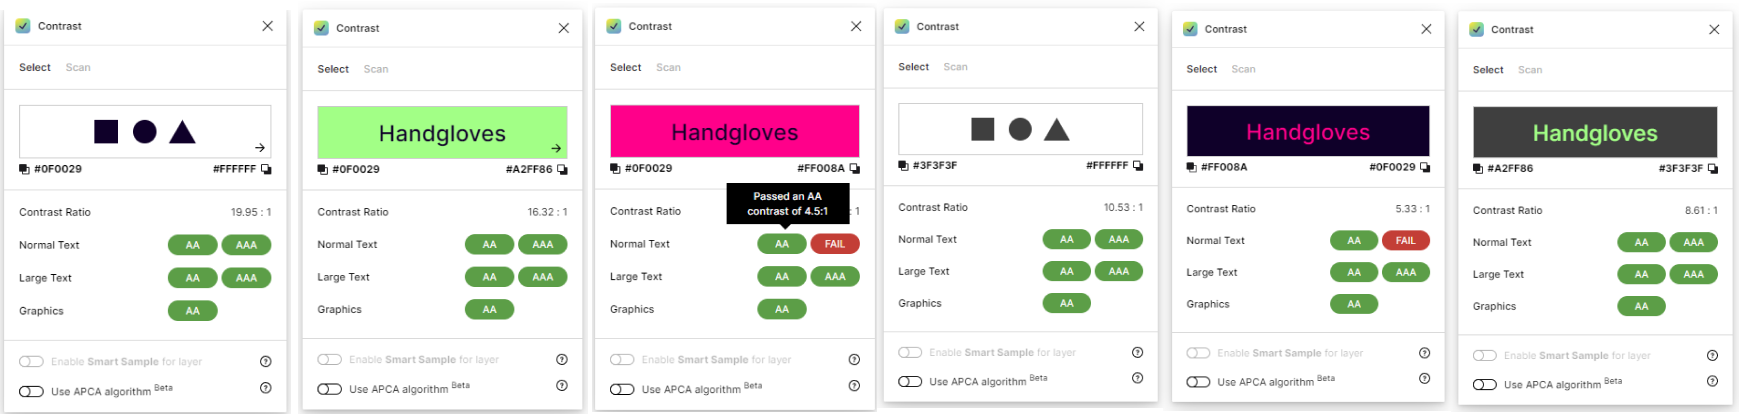 Contrast
Select Scan
#0F0029 #FFFFFF
Contrast Ratio 19.95 : 1
Normal Text AA AAA
Large Text AA AAA
Graphics AA
Enable Smart Sample for layer
Use APCA algorithm Beta
Contrast
Select Scan
Handgloves
#0F0029 #A2FF86
Contrast Ratio 16.32 : 1
Normal Text AA AAA
Large Text AA AAA
Graphics AA
Enable Smart Sample for layer
Use APCA algorithm Beta
Contrast
Select Scan
Handgloves
#0F0029 #FF008A
Passed an AA
contrast of 4.5:1
Contrast Ratio : 1
Normal Text AA FAIL
Large Text AA AAA
Graphics AA
Enable Smart Sample for layer
Use APCA algorithm Beta
Contrast
Select Scan
#3F3F3F #FFFFFF
Contrast Ratio 10.53 : 1
Normal Text AA AAA
Large Text AA AAA
Graphics AA
Enable Smart Sample for layer
Use APCA algorithm Beta
Contrast
Select Scan
Handgloves
#FF008A #0F0029
Contrast Ratio 5.33 : 1
Normal Text AA FAIL
Large Text AA AAA
Graphics AA
Enable Smart Sample for layer
Use APCA algorithm Beta
Contrast
Select Scan
Handgloves
#A2FF86 #3F3F3F
Contrast Ratio 8.61 : 1
Normal Text AA AAA
Large Text AA AAA
Graphics AA
Enable Smart Sample for layer
Use APCA algorithm Beta